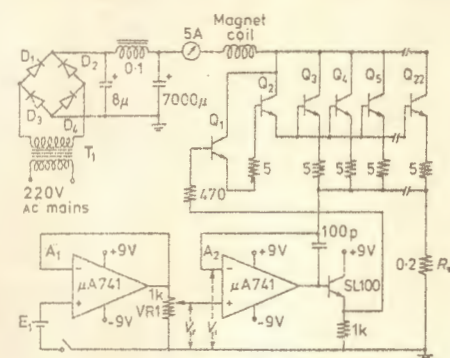 Magnet
coil
5A
D₁
D₂
0·1
+
+
8μ
7000μ
D₃
D₄
T₁
220V
AC mains
Q₁
Q₂
Q₃
Q₄
Q₅
Q₂₂
470
5
5
5
5
5
100p
A₁
+9V
−
μA741
+
−9V
E₁
1k
VR1
A₂
+9V
−
μA741
+
−9V
+9V
SL100
1k
0·2